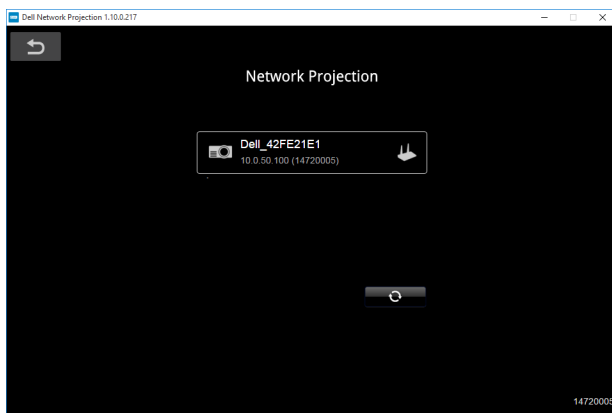 Dell Network Projection 1.10.0.217
Network Projection
Dell_42FE21E1
10.0.50.100 (14720005)
14720005